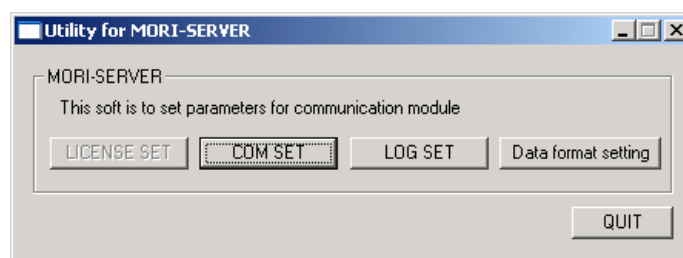 Utility for MORI-SERVER
MORI-SERVER
This soft is to set parameters for communication module
LICENSE SET COM SET LOG SET Data format setting
QUIT